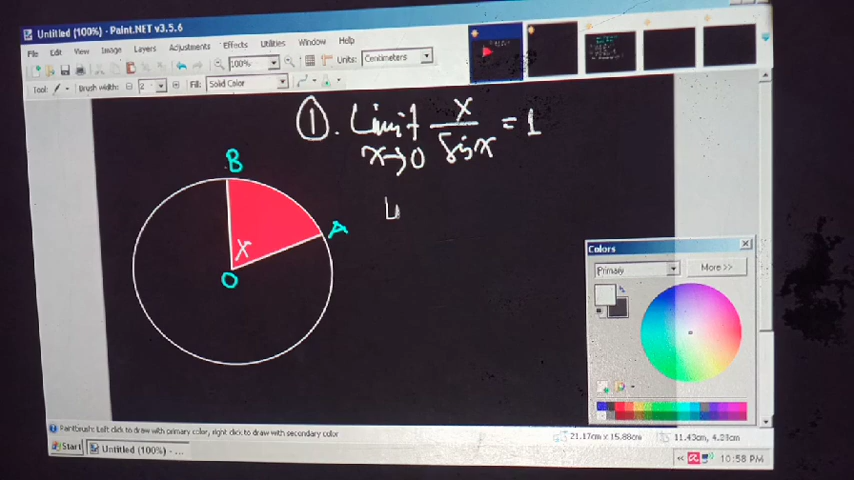 Untitled (100%) - Paint.NET v3.5.6
File Edit View Image Layers Adjustments Effects Utilities Window Help
100% Units: Centimeters
Tool: Brush width: 2 Fill: Solid Color
①. Limit x/Sin x = 1
x→0
B
A
X
O
Colors
Primary More >>
Paintbrush: Left click to draw with primary color, right click to draw with secondary color
21.17cm x 15.88cm 11.43cm, 4.23cm
Start Untitled (100%) - ... « 10:58 PM